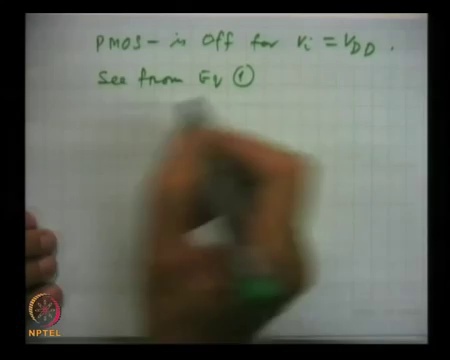 PMOS - is Off for Vi = VDD.
See from Eq ①
NPTEL